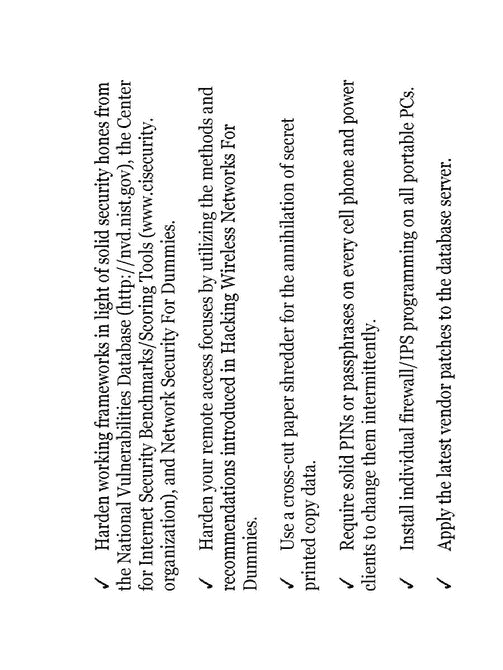 ✓ Harden working frameworks in light of solid security hones from
the National Vulnerabilities Database (http://nvd.nist.gov), the Center
for Internet Security Benchmarks/Scoring Tools (www.cisecurity.
organization), and Network Security For Dummies.
✓ Harden your remote access focuses by utilizing the methods and
recommendations introduced in Hacking Wireless Networks For
Dummies.
✓ Use a cross-cut paper shredder for the annihilation of secret
printed copy data.
✓ Require solid PINs or passphrases on every cell phone and power
clients to change them intermittently.
✓ Install individual firewall/IPS programming on all portable PCs.
✓ Apply the latest vendor patches to the database server.